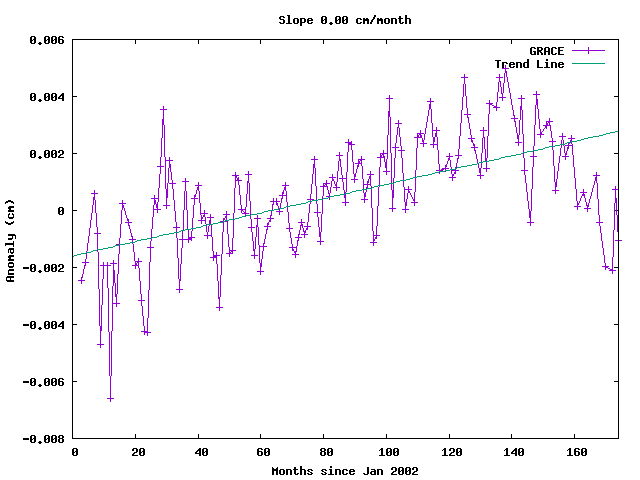 Slope 0.00 cm/month
GRACE
Trend Line
0.006
0.004
0.002
0
-0.002
-0.004
-0.006
-0.008
Anomaly (cm)
0 20 40 60 80 100 120 140 160
Months since Jan 2002